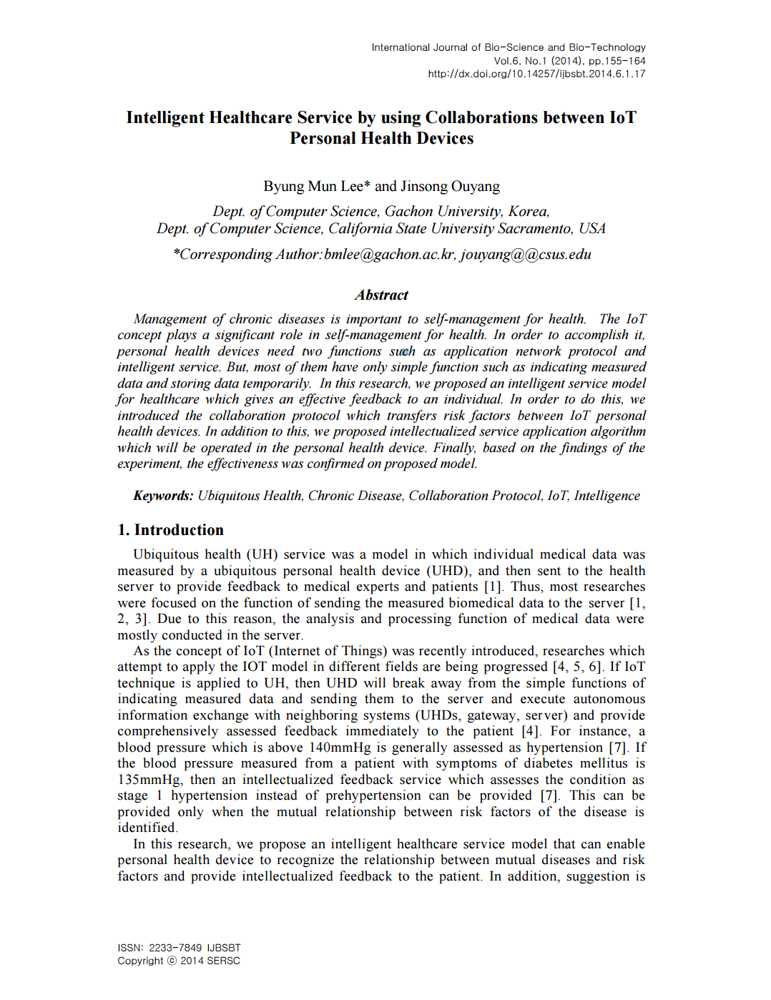 International Journal of Bio-Science and Bio-Technology
Vol.6, No.1 (2014), pp.155-164
http://dx.doi.org/10.14257/ijbsbt.2014.6.1.17
Intelligent Healthcare Service by using Collaborations between IoT
Personal Health Devices
Byung Mun Lee* and Jinsong Ouyang
Dept. of Computer Science, Gachon University, Korea,
Dept. of Computer Science, California State University Sacramento, USA
*Corresponding Author: bmlee@gachon.ac.kr, jouyang@@csus.edu
Abstract
Management of chronic diseases is important to self-management for health. The IoT
concept plays a significant role in self-management for health. In order to accomplish it,
personal health devices need two functions such as application network protocol and
intelligent service. But, most of them have only simple function such as indicating measured
data and storing data temporarily. In this research, we proposed an intelligent service model
for healthcare which gives an effective feedback to an individual. In order to do this, we
introduced the collaboration protocol which transfers risk factors between IoT personal
health devices. In addition to this, we proposed intellectualized service application algorithm
which will be operated in the personal health device. Finally, based on the findings of the
experiment, the effectiveness was confirmed on proposed model.
Keywords: Ubiquitous Health, Chronic Disease, Collaboration Protocol, IoT, Intelligence
1. Introduction
Ubiquitous health (UH) service was a model in which individual medical data was
measured by a ubiquitous personal health device (UHD), and then sent to the health
server to provide feedback to medical experts and patients [1]. Thus, most researches
were focused on the function of sending the measured biomedical data to the server [1,
2, 3]. Due to this reason, the analysis and processing function of medical data were
mostly conducted in the server.
As the concept of IoT (Internet of Things) was recently introduced, researches which
attempt to apply the IOT model in different fields are being progressed [4, 5, 6]. If IoT
technique is applied to UH, then UHD will break away from the simple functions of
indicating measured data and sending them to the server and execute autonomous
information exchange with neighboring systems (UHDs, gateway, server) and provide
comprehensively assessed feedback immediately to the patient [4]. For instance, a
blood pressure which is above 140mmHg is generally assessed as hypertension [7]. If
the blood pressure measured from a patient with symptoms of diabetes mellitus is
135mmHg, then an intellectualized feedback service which assesses the condition as
stage 1 hypertension instead of prehypertension can be provided [7]. This can be
provided only when the mutual relationship between risk factors of the disease is
identified.
In this research, we propose an intelligent healthcare service model that can enable
personal health device to recognize the relationship between mutual diseases and risk
factors and provide intellectualized feedback to the patient. In addition, suggestion is
ISSN: 2233-7849 IJBSBT
Copyright ⓒ 2014 SERSC